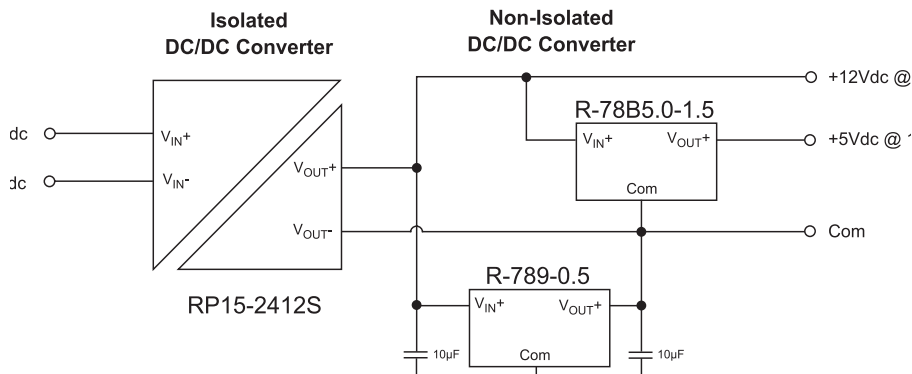 Isolated
DC/DC Converter
Non-Isolated
DC/DC Converter
+12Vdc @
R-78B5.0-1.5
dc
VIN+
VIN+
VOUT+
+5Vdc @
dc
VIN-
VOUT+
Com
VOUT-
Com
R-789-0.5
RP15-2412S
VIN+
VOUT+
10µF
Com
10µF